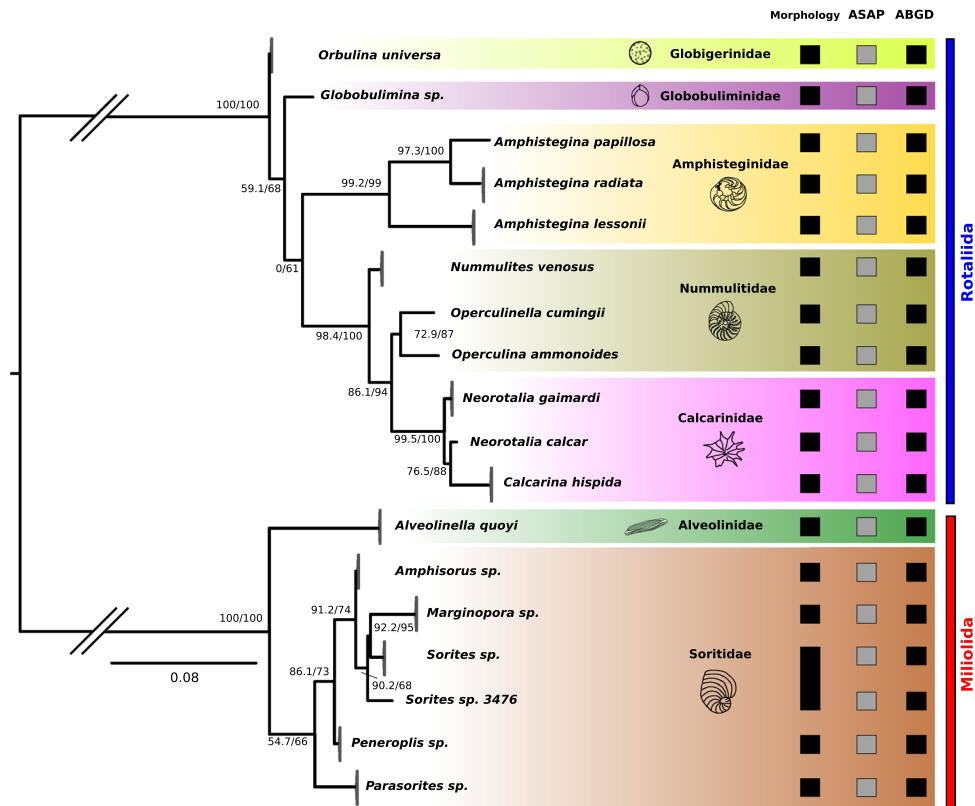 Morphology ASAP ABGD
Orbulina universa
Globigerinidae
100/100
Globobulimina sp.
Globobuliminidae
Amphistegina papillosa
97.3/100
Amphisteginidae
99.2/99
Amphistegina radiata
59.1/68
Amphistegina lessonii
Rotaliida
0/61
Nummulites venosus
Nummulitidae
Operculinella cumingii
98.4/100
72.9/87
Operculina ammonoides
86.1/94
Neorotalia gaimardi
Calcarinidae
99.5/100
Neorotalia calcar
76.5/88
Calcarina hispida
Alveolinella quoyi
Alveolinidae
Amphisorus sp.
91.2/74
Marginopora sp.
100/100
92.2/95
Miliolida
Sorites sp.
Soritidae
86.1/73
0.08
90.2/68
Sorites sp. 3476
54.7/66
Peneroplis sp.
Parasorites sp.